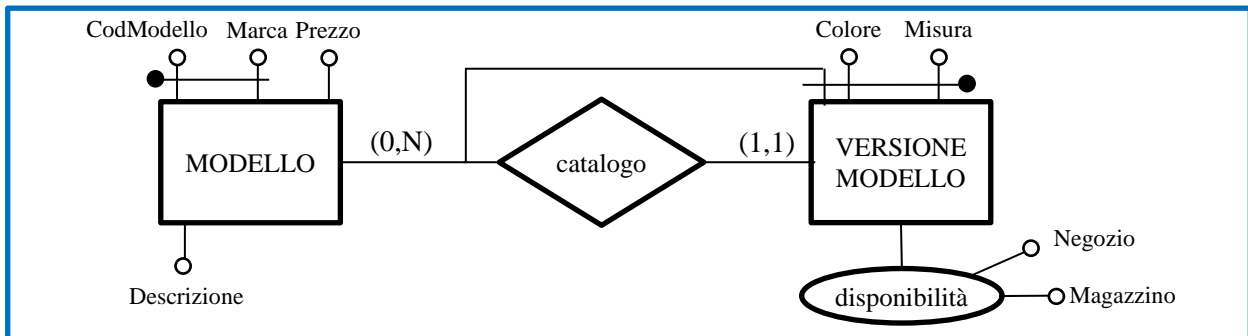 CodModello Marca Prezzo Colore Misura
(0,N) (1,1)
MODELLO catalogo VERSIONE
MODELLO
Negozio
Descrizione disponibilità Magazzino